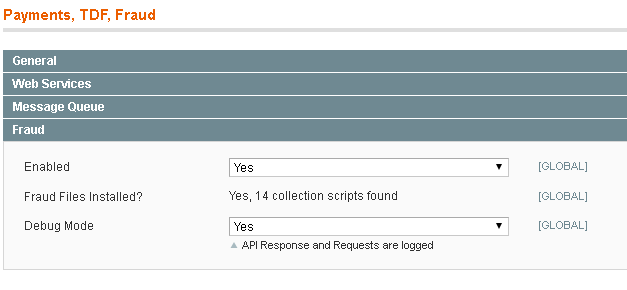 Payments, TDF, Fraud
General
Web Services
Message Queue
Fraud
Enabled Yes [GLOBAL]
Fraud Files Installed? Yes, 14 collection scripts found [GLOBAL]
Debug Mode Yes [GLOBAL]
API Response and Requests are logged